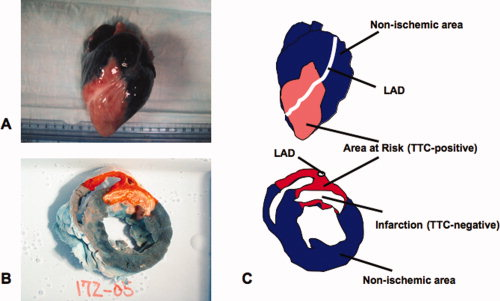 Non-ischemic area
LAD
A
Area at Risk (TTC-positive)
LAD
Infarction (TTC-negative)
172-05
B
C
Non-ischemic area